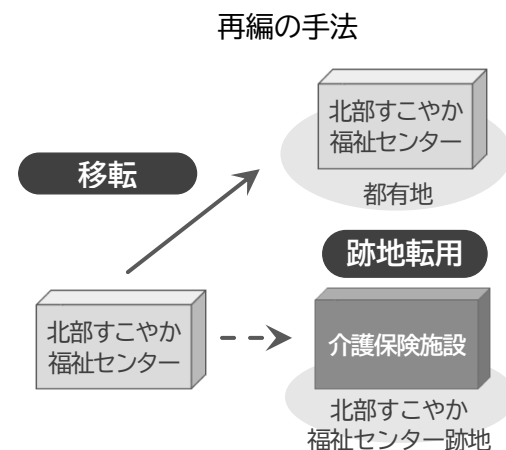 再編の手法
北部すこやか
福祉センター
都有地
移転
跡地転用
北部すこやか
福祉センター
介護保険施設
北部すこやか
福祉センター跡地